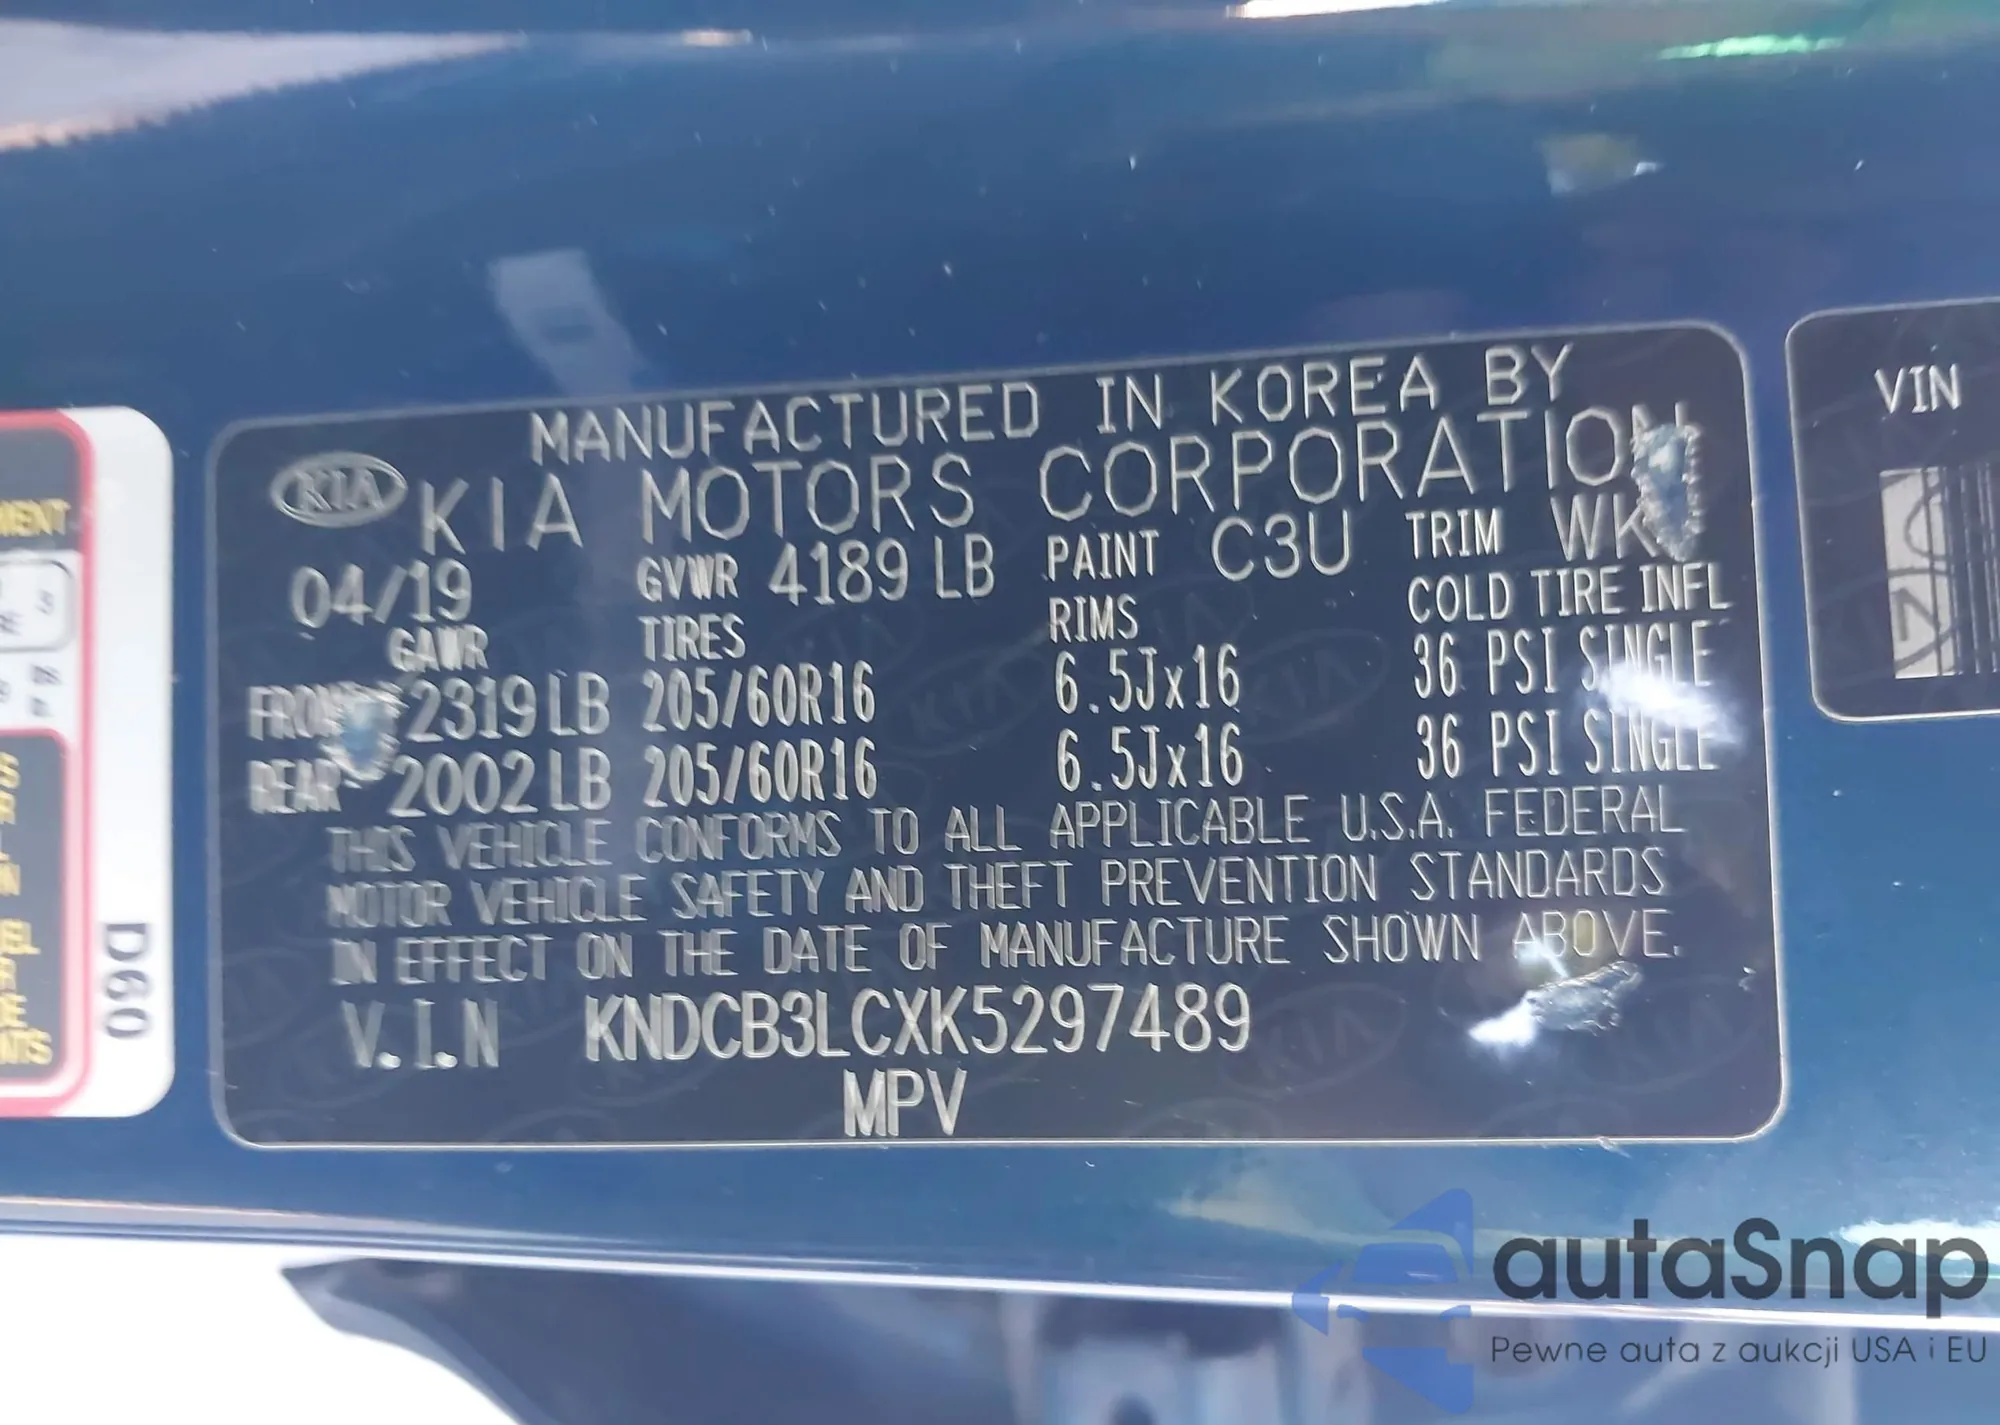 MANUFACTURED IN KOREA BY
KIA KIA MOTORS CORPORATION
04/19 GVWR 4189 LB PAINT C3U TRIM WK
GAWR TIRES RIMS COLD TIRE INFL
FRONT 2319 LB 205/60R16 6.5Jx16 36 PSI SINGLE
REAR 2002 LB 205/60R16 6.5Jx16 36 PSI SINGLE
THIS VEHICLE CONFORMS TO ALL APPLICABLE U.S.A. FEDERAL
MOTOR VEHICLE SAFETY AND THEFT PREVENTION STANDARDS
IN EFFECT ON THE DATE OF MANUFACTURE SHOWN ABOVE.
V.I.N KNDCB3LCXK5297489
MPV
VIN
D60
autaSnap
Pewne auta z aukcji USA i EU